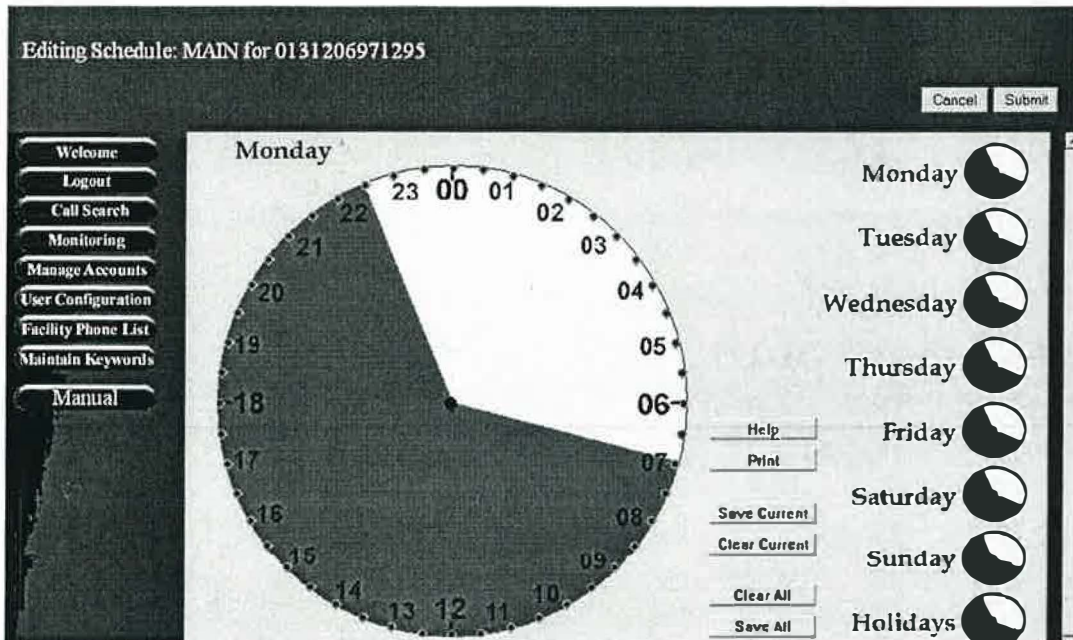 Editing Schedule: MAIN for 0131206971295
Cancel
Submit
Welcome
Logout
Call Search
Monitoring
Manage Accounts
User Configuration
Facility Phone List
Maintain Keywords
Manual
Monday
00
01
02
03
04
05
06
07
08
09
10
11
12
13
14
15
16
17
18
19
20
21
22
23
Help
Print
Save Current
Clear Current
Clear All
Save All
Monday
Tuesday
Wednesday
Thursday
Friday
Saturday
Sunday
Holidays